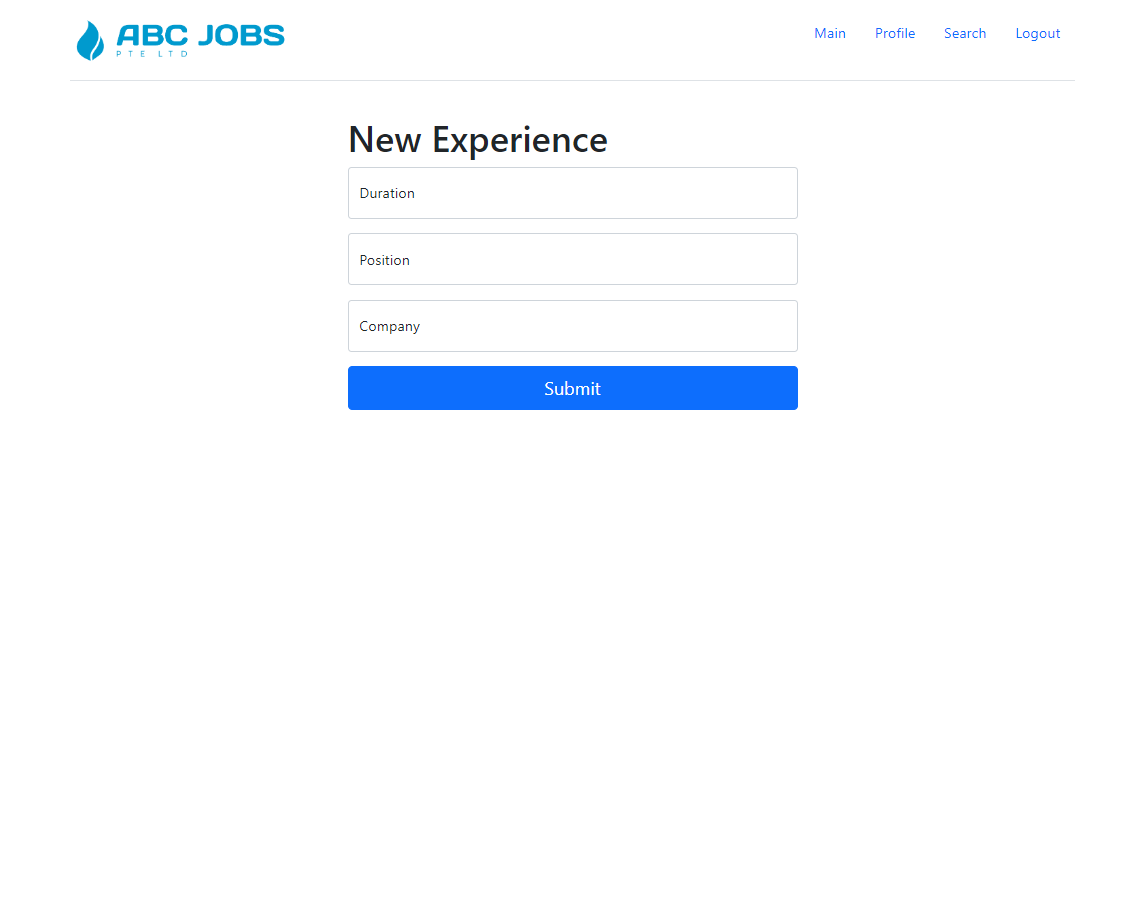 ABC JOBS
PTE LTD
Main Profile Search Logout
New Experience
Duration
Position
Company
Submit